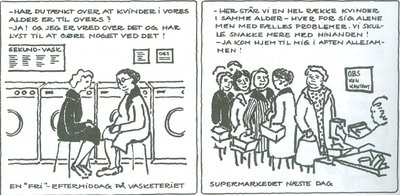 -HAR DU TÆNKT OVER AT KVINDER I VORES
ALDER ER TIL OVERS?
-JA! OG JEG ER VRED OVER DET OG HAR
LYST TIL AT GØRE NOGET VED DET!
SEKUND-VASK
OBS
EN "FRI"-EFTERMIDDAG PÅ VASKETERIET
-HER STÅR VI EN HEL RÆKKE KVINDER
I SAMME ALDER - HVER FOR SIG ALENE
MEN MED FÆLLES PROBLEMER. VI SKUL-
LE SNAKKE MERE MED HINANDEN!
-JA KOM HJEM TIL MIG I AFTEN ALLESAM-
MEN!
OBS
KUN
KONTANT
SUPERMARKEDET NÆSTE DAG